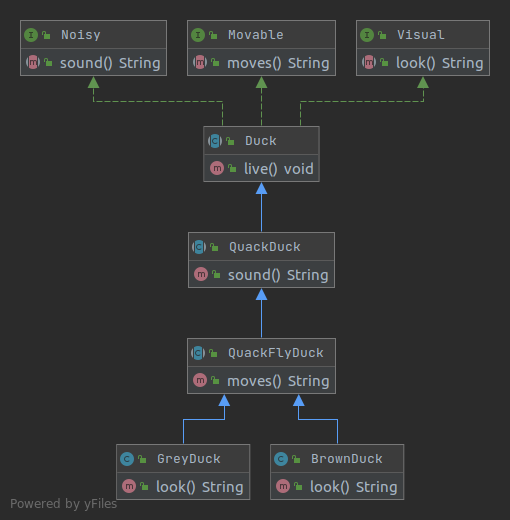 Noisy Movable Visual
sound() String moves() String look() String
Duck
live() void
QuackDuck
sound() String
QuackFlyDuck
moves() String
GreyDuck BrownDuck
look() String look() String
Powered by yFiles